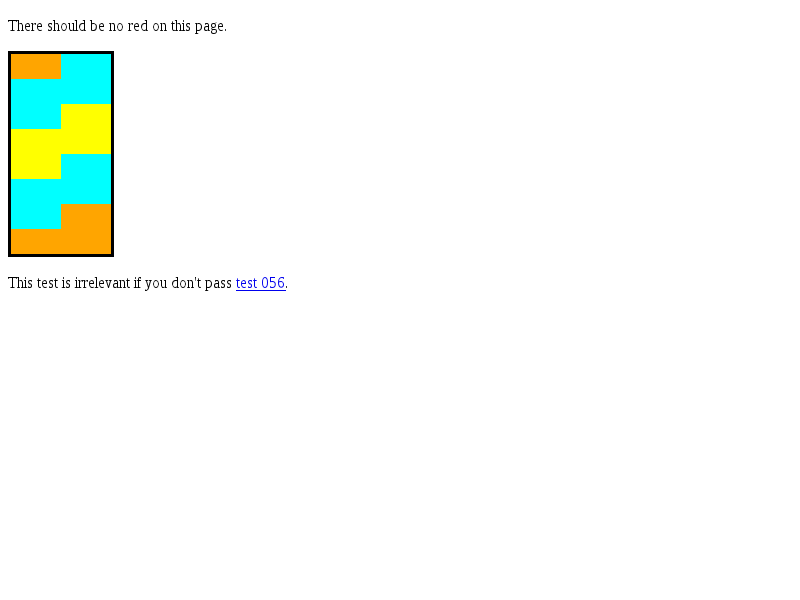 There should be no red on this page.
This test is irrelevant if you don't pass test 056.